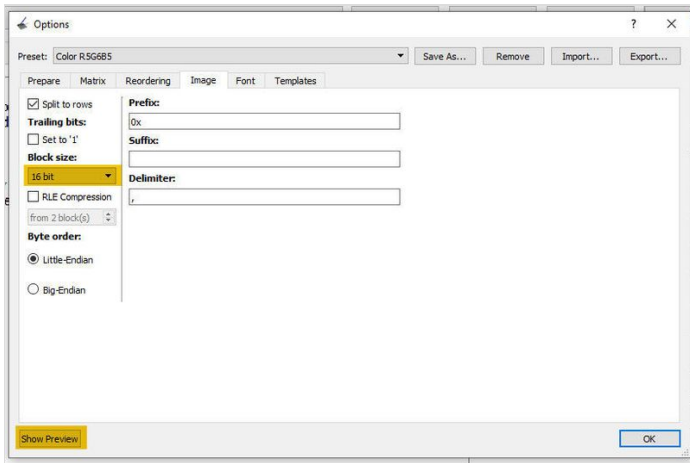 Options
?
Preset: Color R5G6B5 Save As... Remove Import... Export...
Prepare Matrix Reordering Image Font Templates
Split to rows
Prefix:
Trailing bits:
0x
Set to '1'
Suffix:
Block size:
16 bit
Delimiter:
RLE Compression
,
from 2 block(s)
Byte order:
Little-Endian
Big-Endian
Show Preview
OK